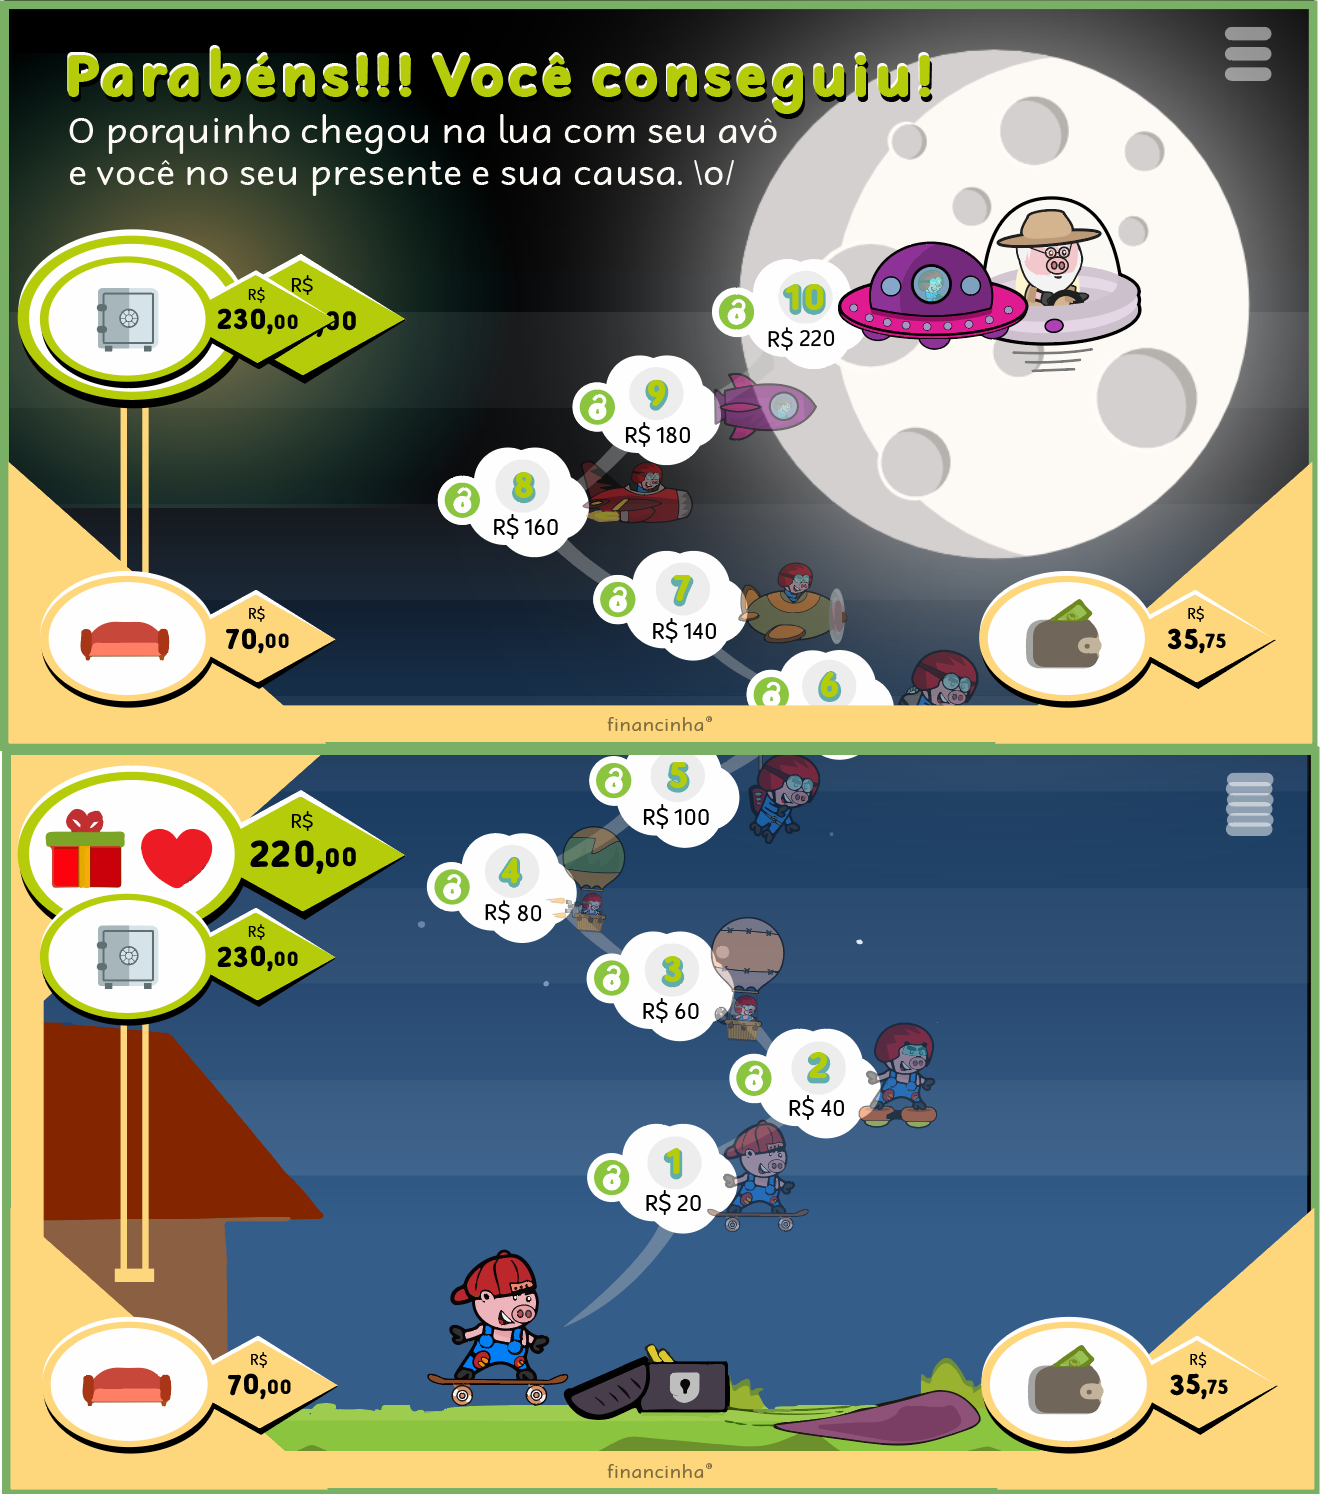 Parabéns!!! Você conseguiu!
O porquinho chegou na lua com seu avô
e você no seu presente e sua causa. \o/
R$
230,00
R$
,00
10
R$ 220
9
R$ 180
8
R$ 160
7
R$ 140
6
R$
70,00
R$
35,75
financinha®
5
R$ 100
R$
220,00
4
R$ 80
R$
230,00
3
R$ 60
2
R$ 40
1
R$ 20
R$
70,00
R$
35,75
financinha®